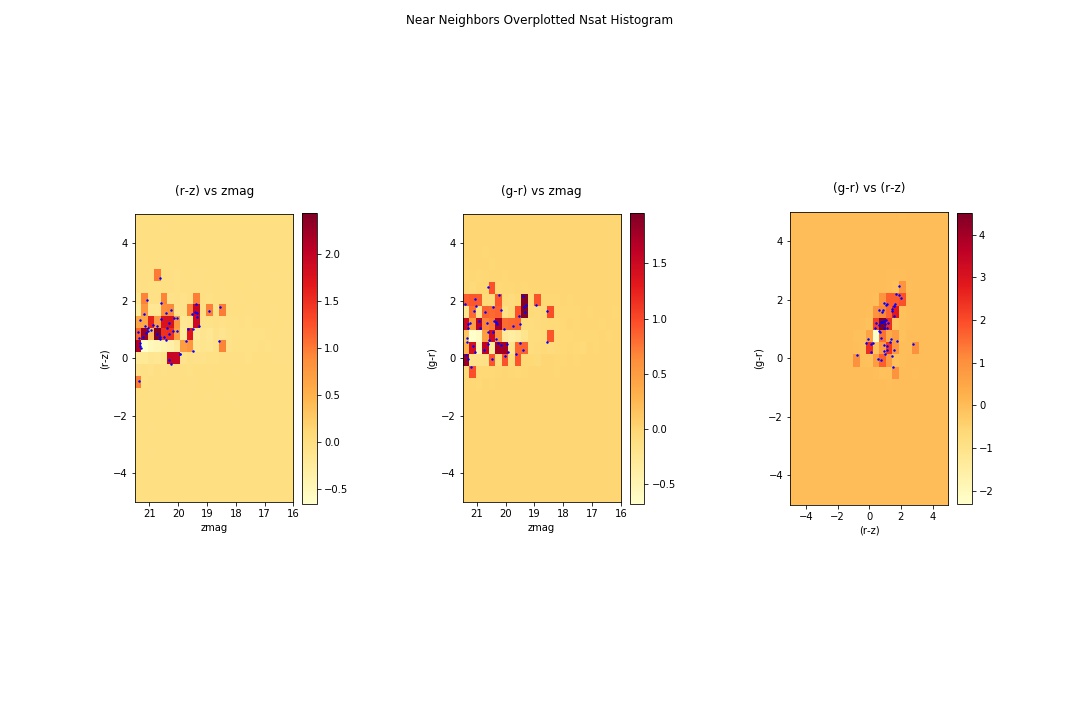 Near Neighbors Overplotted Nsat Histogram
(r-z) vs zmag
4
2
0
−2
−4
(r-z)
21 20 19 18 17 16
zmag
2.0
1.5
1.0
0.5
0.0
−0.5
(g-r) vs zmag
4
2
0
−2
−4
(g-r)
21 20 19 18 17 16
zmag
1.5
1.0
0.5
0.0
−0.5
(g-r) vs (r-z)
4
2
0
−2
−4
(g-r)
−4 −2 0 2 4
(r-z)
4
3
2
1
0
−1
−2